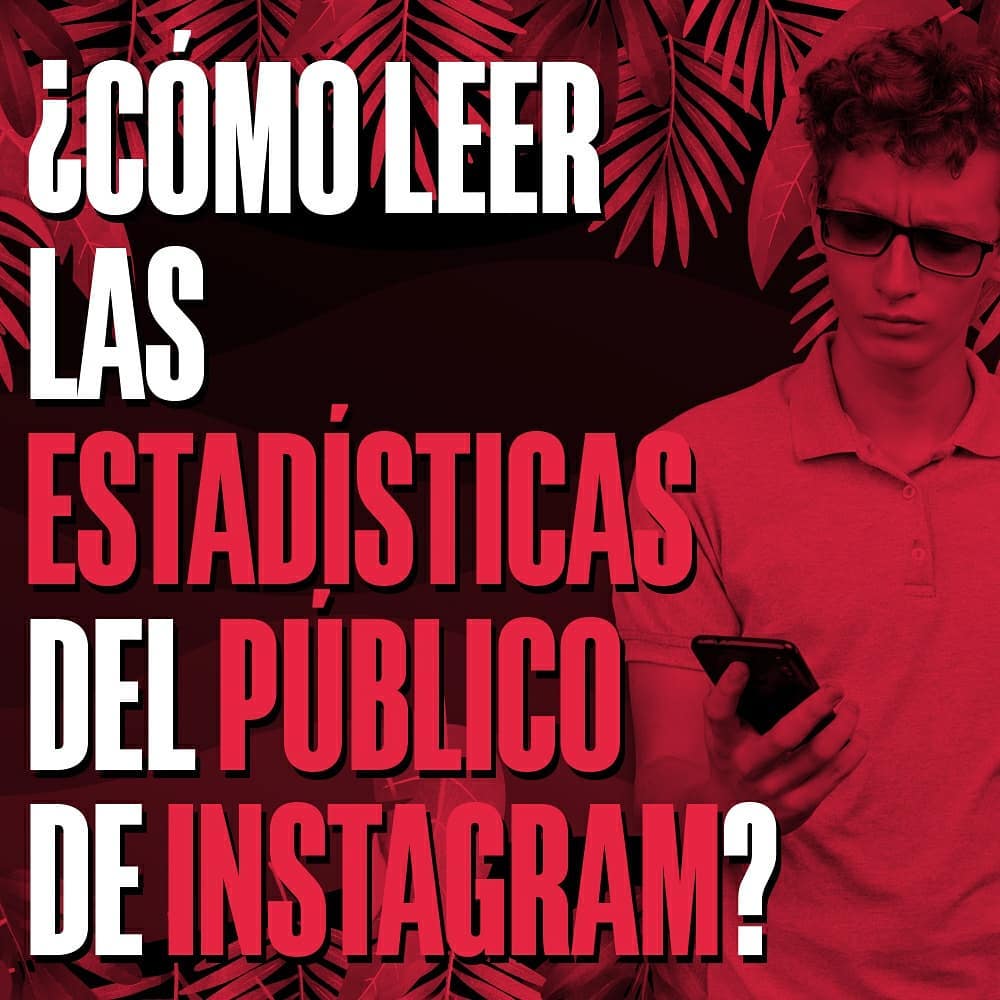 ¿CÓMO LEER
LAS
ESTADÍSTICAS
DEL PÚBLICO
DE INSTAGRAM?